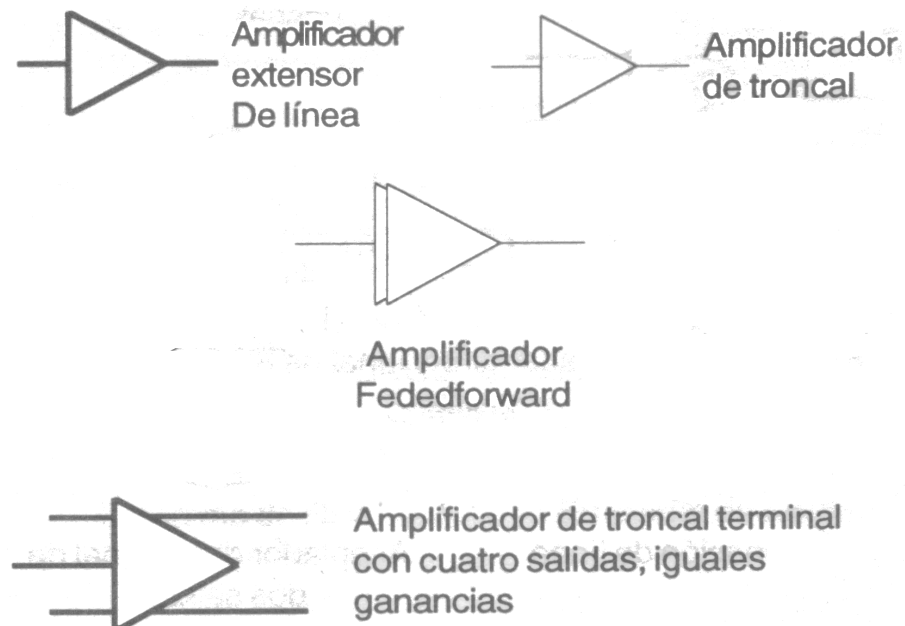 Amplificador
extensor
De línea
Amplificador
de troncal
Amplificador
Fededforward
Amplificador de troncal terminal
con cuatro salidas, iguales
ganancias